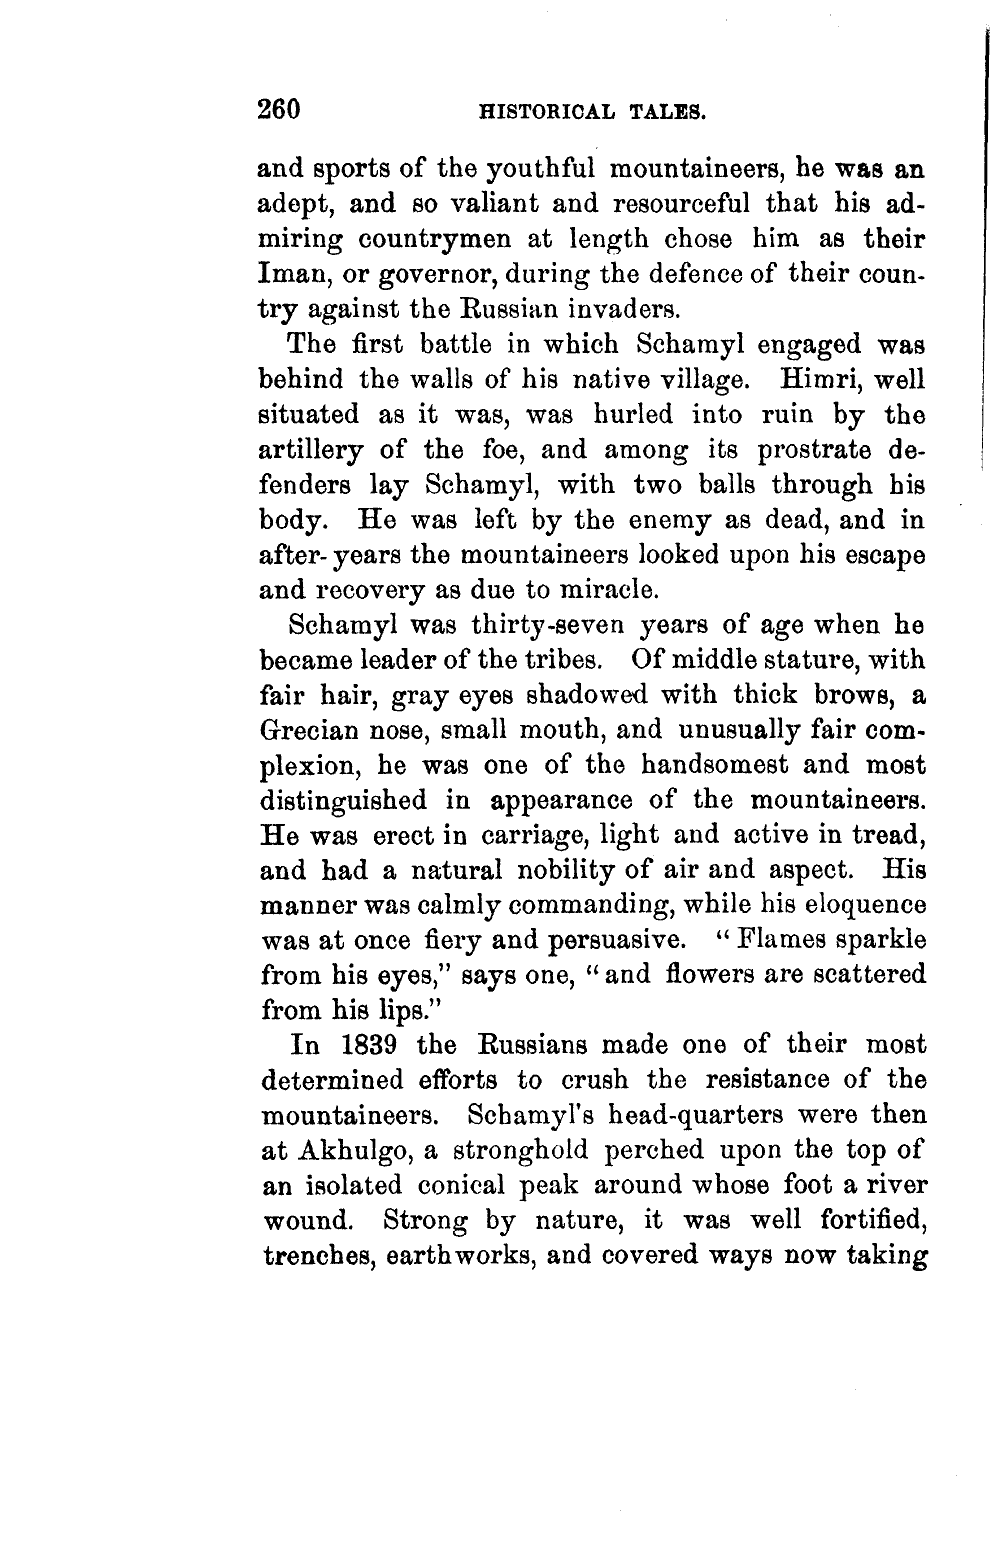 260 HISTORICAL TALES.
and sports of the youthful mountaineers, he was an
adept, and so valiant and resourceful that his ad-
miring countrymen at length chose him as their
Iman, or governor, during the defence of their coun-
try against the Russian invaders.
The first battle in which Schamyl engaged was
behind the walls of his native village. Himri, well
situated as it was, was hurled into ruin by the
artillery of the foe, and among its prostrate de-
fenders lay Schamyl, with two balls through his
body. He was left by the enemy as dead, and in
after-years the mountaineers looked upon his escape
and recovery as due to miracle.
Schamyl was thirty-seven years of age when he
became leader of the tribes. Of middle stature, with
fair hair, gray eyes shadowed with thick brows, a
Grecian nose, small mouth, and unusually fair com-
plexion, he was one of the handsomest and most
distinguished in appearance of the mountaineers.
He was erect in carriage, light and active in tread,
and had a natural nobility of air and aspect. His
manner was calmly commanding, while his eloquence
was at once fiery and persuasive. "Flames sparkle
from his eyes," says one, "and flowers are scattered
from his lips."
In 1839 the Russians made one of their most
determined efforts to crush the resistance of the
mountaineers. Schamyl's head-quarters were then
at Akhulgo, a stronghold perched upon the top of
an isolated conical peak around whose foot a river
wound. Strong by nature, it was well fortified,
trenches, earthworks, and covered ways now taking